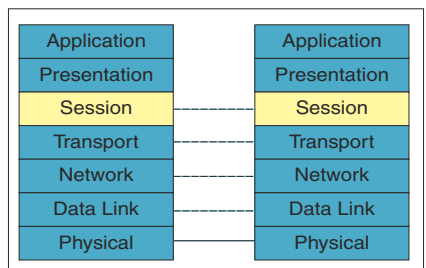 Application
Presentation
Session
Transport
Network
Data Link
Physical
Application
Presentation
Session
Transport
Network
Data Link
Physical